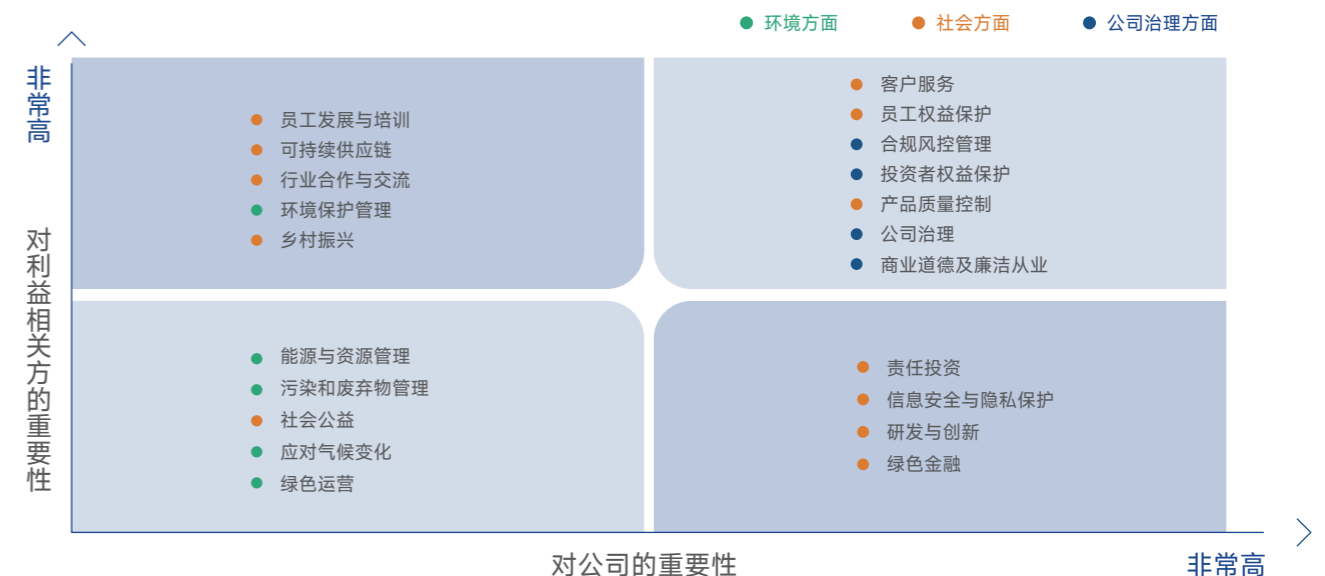 环境方面
社会方面
公司治理方面
非常高
对利益相关方的重要性
员工发展与培训
可持续供应链
行业合作与交流
环境保护管理
乡村振兴
客户服务
员工权益保护
合规风控管理
投资者权益保护
产品质量控制
公司治理
商业道德及廉洁从业
能源与资源管理
污染和废弃物管理
社会公益
应对气候变化
绿色运营
责任投资
信息安全与隐私保护
研发与创新
绿色金融
对公司的重要性
非常高